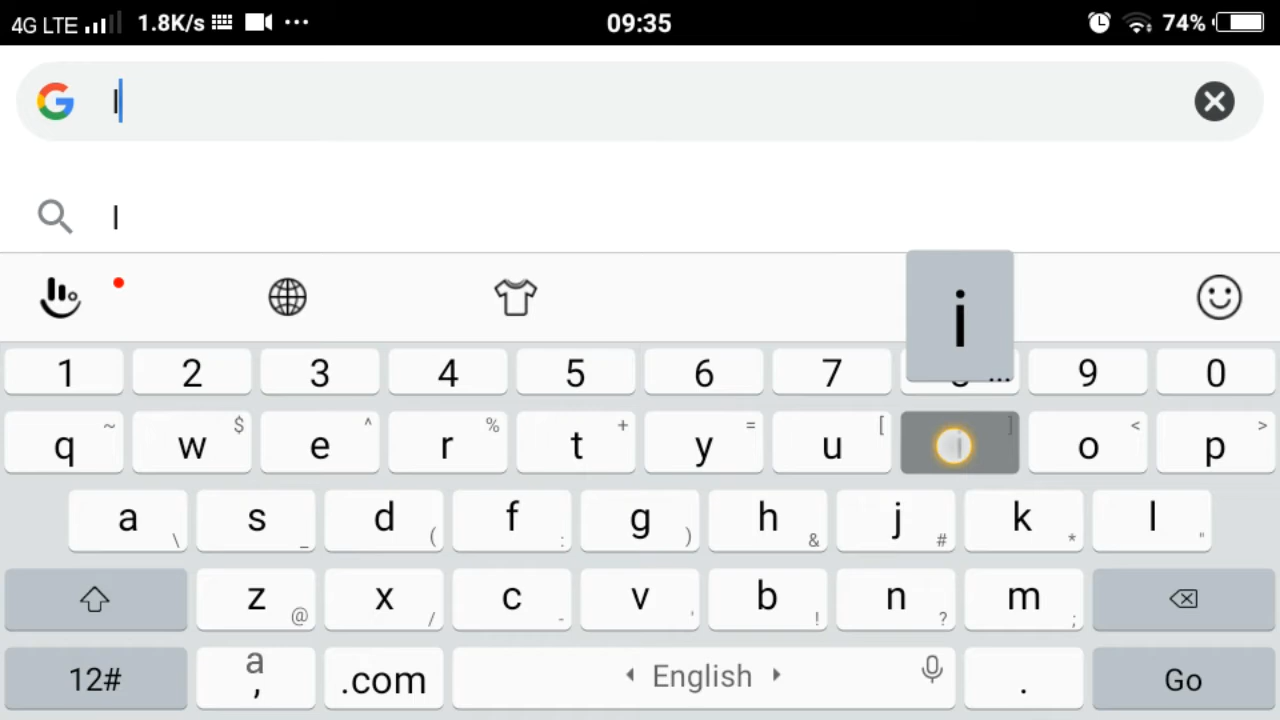 4G LTE 1.8K/s ... 09:35 74%
I
I
i
1 2 3 4 5 6 7 9 0
q ~ w $ e ^ r % t + y = u [ i ] o < p >
a \ s _ d ( f : g ) h & j # k * l "
z @ x / c - v ' b ! n ? m ;
12# a , .com English . Go